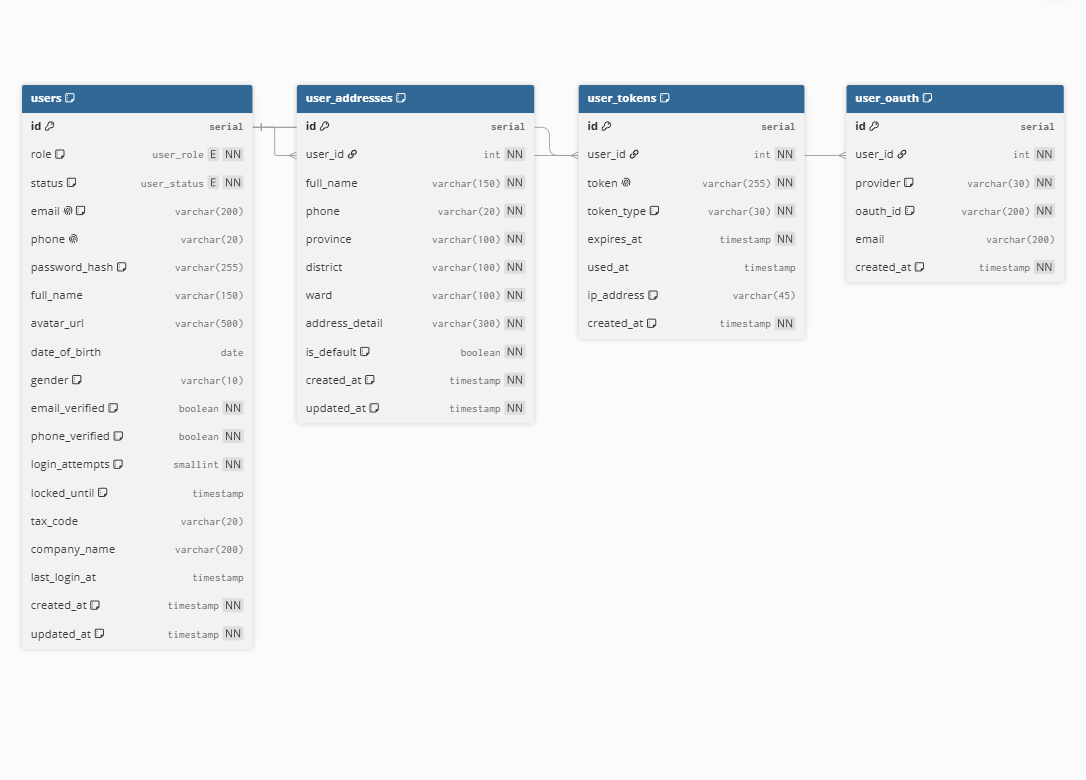 users
id serial
role user_role E NN
status user_status E NN
email varchar(200)
phone varchar(20)
password_hash varchar(255)
full_name varchar(150)
avatar_url varchar(500)
date_of_birth date
gender varchar(10)
email_verified boolean NN
phone_verified boolean NN
login_attempts smallint NN
locked_until timestamp
tax_code varchar(20)
company_name varchar(200)
last_login_at timestamp
created_at timestamp NN
updated_at timestamp NN
user_addresses
id serial
user_id int NN
full_name varchar(150) NN
phone varchar(20) NN
province varchar(100) NN
district varchar(100) NN
ward varchar(100) NN
address_detail varchar(300) NN
is_default boolean NN
created_at timestamp NN
updated_at timestamp NN
user_tokens
id serial
user_id int NN
token varchar(255) NN
token_type varchar(30) NN
expires_at timestamp NN
used_at timestamp
ip_address varchar(45)
created_at timestamp NN
user_oauth
id serial
user_id int NN
provider varchar(30) NN
oauth_id varchar(200) NN
email varchar(200)
created_at timestamp NN